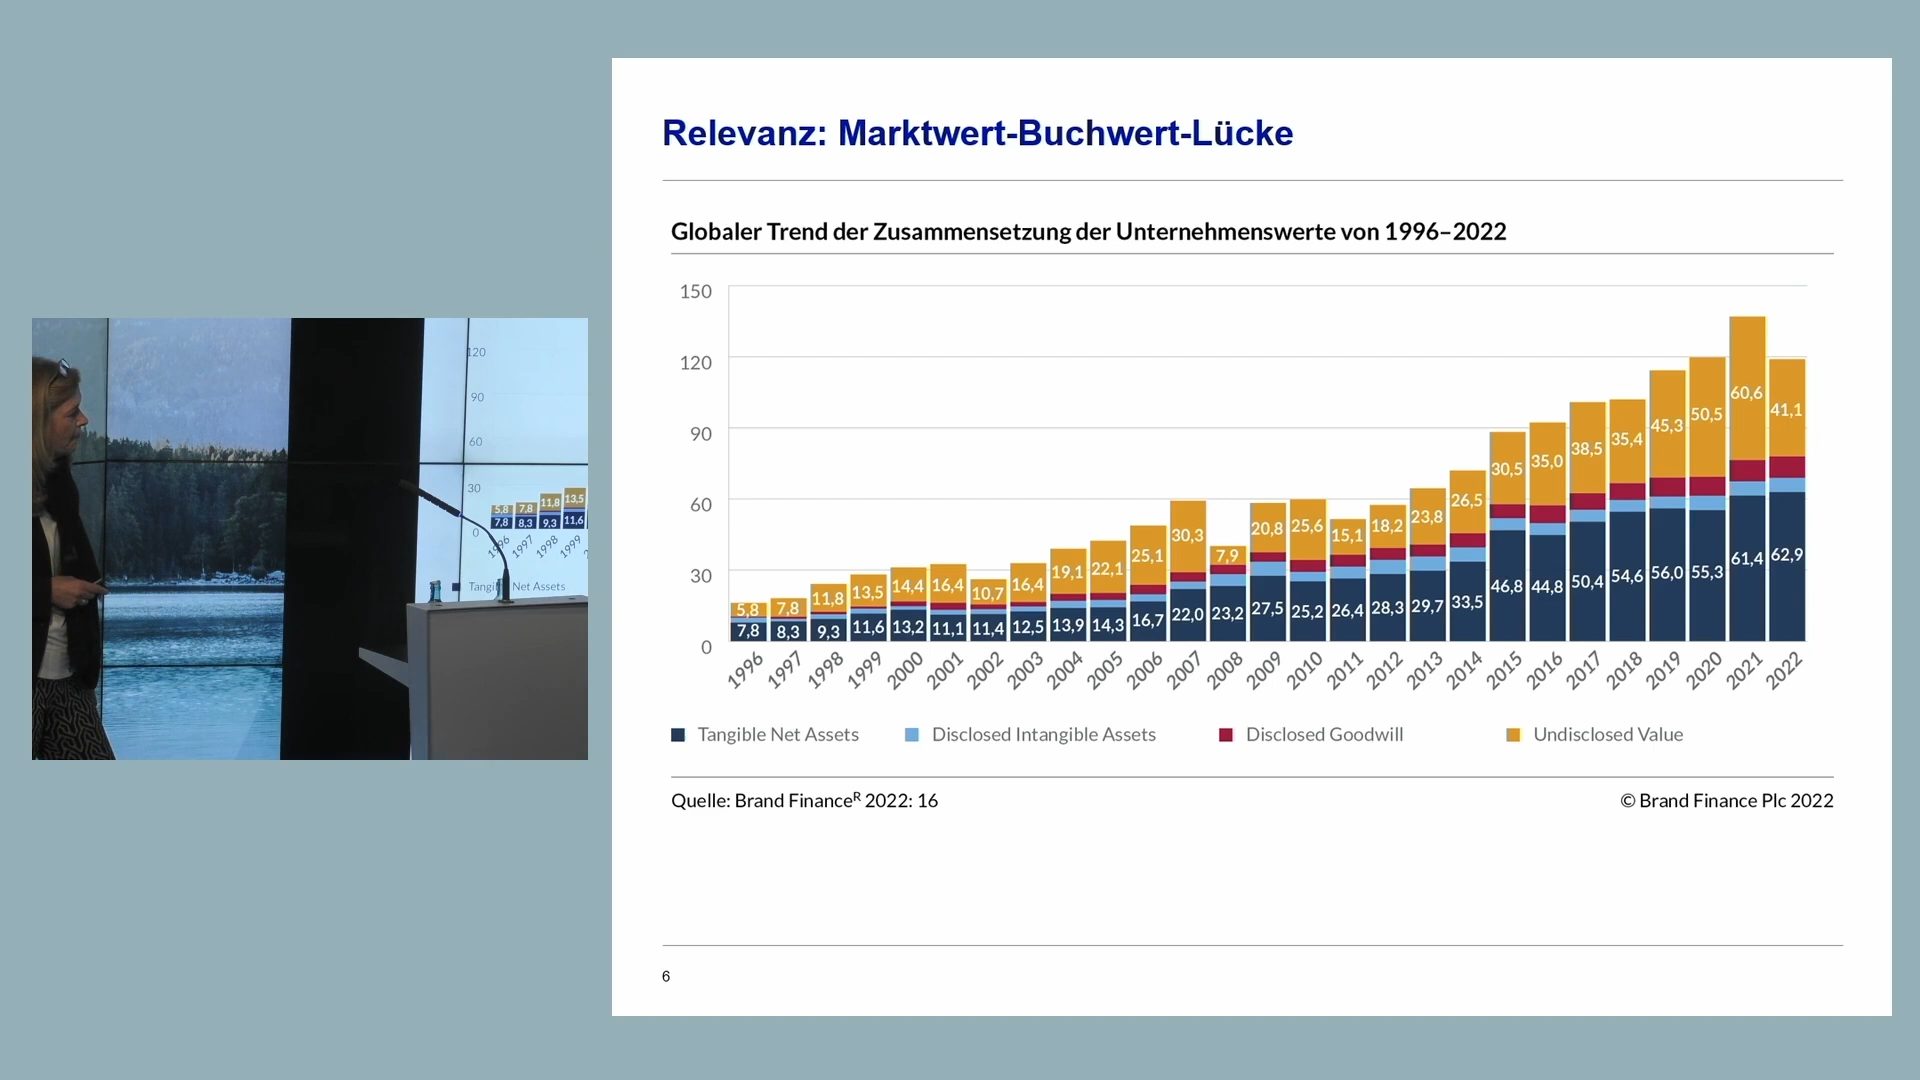 Relevanz: Marktwert-Buchwert-Lücke
Globaler Trend der Zusammensetzung der Unternehmenswerte von 1996–2022
150
120
90
60
30
0
5,8 7,8 11,8 13,5 14,4 16,4 10,7 16,4 19,1 22,1 25,1 30,3 7,9 20,8 25,6 15,1 18,2 23,8 26,5 30,5 35,0 38,5 35,4 45,3 50,5 60,6 41,1
7,8 8,3 9,3 11,6 13,2 11,1 11,4 12,5 13,9 14,3 16,7 22,0 23,2 27,5 25,2 26,4 28,3 29,7 33,5 46,8 44,8 50,4 54,6 56,0 55,3 61,4 62,9
1996 1997 1998 1999 2000 2001 2002 2003 2004 2005 2006 2007 2008 2009 2010 2011 2012 2013 2014 2015 2016 2017 2018 2019 2020 2021 2022
Tangible Net Assets Disclosed Intangible Assets Disclosed Goodwill Undisclosed Value
Quelle: Brand Finance^R 2022: 16 © Brand Finance Plc 2022
6
120
90
60
30
0
5,8 7,8 11,8 13,5
7,8 8,3 9,3 11,6
1996 1997 1998 1999
Net Assets